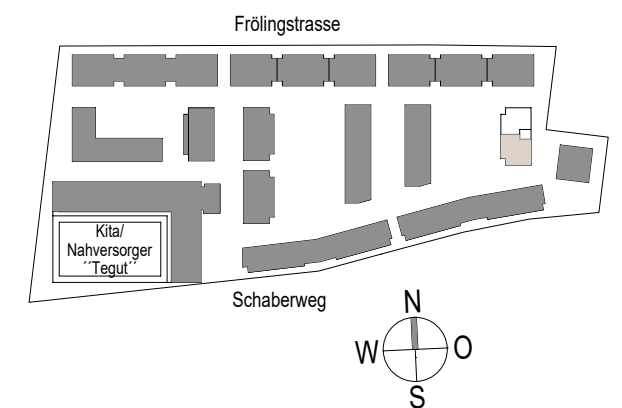 Frölingstrasse
Kita/
Nahversorger
´´Tegut´´
Schaberweg
N
W O
S